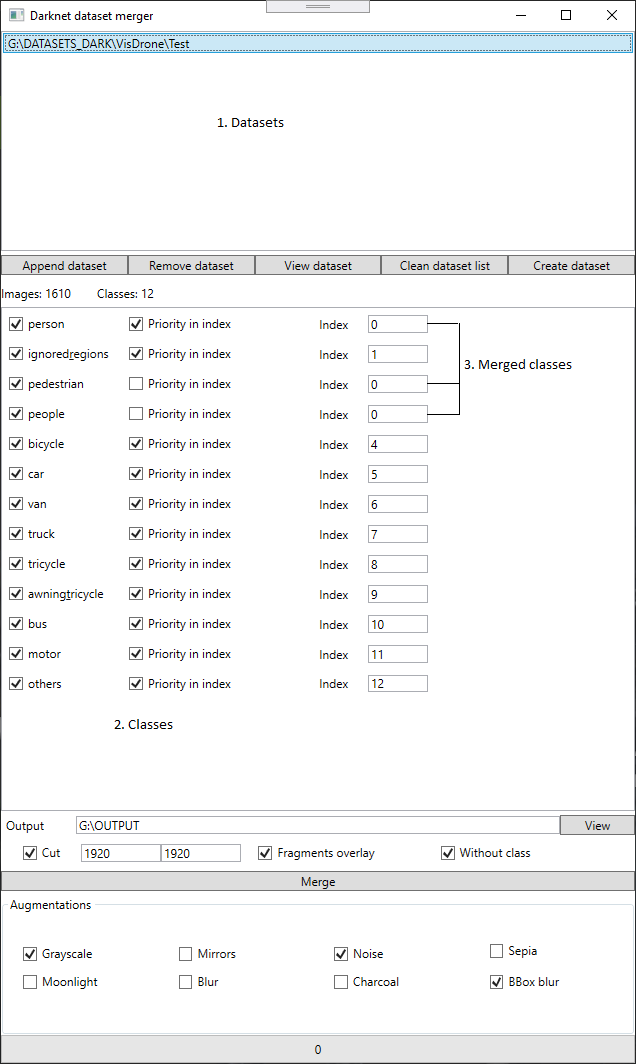 Darknet dataset merger
G:\DATASETS_DARK\VisDrone\Test
1. Datasets
Append dataset Remove dataset View dataset Clean dataset list Create dataset
Images: 1610 Classes: 12
person Priority in index Index 0
ignoredregions Priority in index Index 1
3. Merged classes
pedestrian Priority in index Index 0
people Priority in index Index 0
bicycle Priority in index Index 4
car Priority in index Index 5
van Priority in index Index 6
truck Priority in index Index 7
tricycle Priority in index Index 8
awningtricycle Priority in index Index 9
bus Priority in index Index 10
motor Priority in index Index 11
others Priority in index Index 12
2. Classes
Output G:\OUTPUT View
Cut 1920 1920 Fragments overlay Without class
Merge
Augmentations
Grayscale Mirrors Noise Sepia
Moonlight Blur Charcoal BBox blur
0